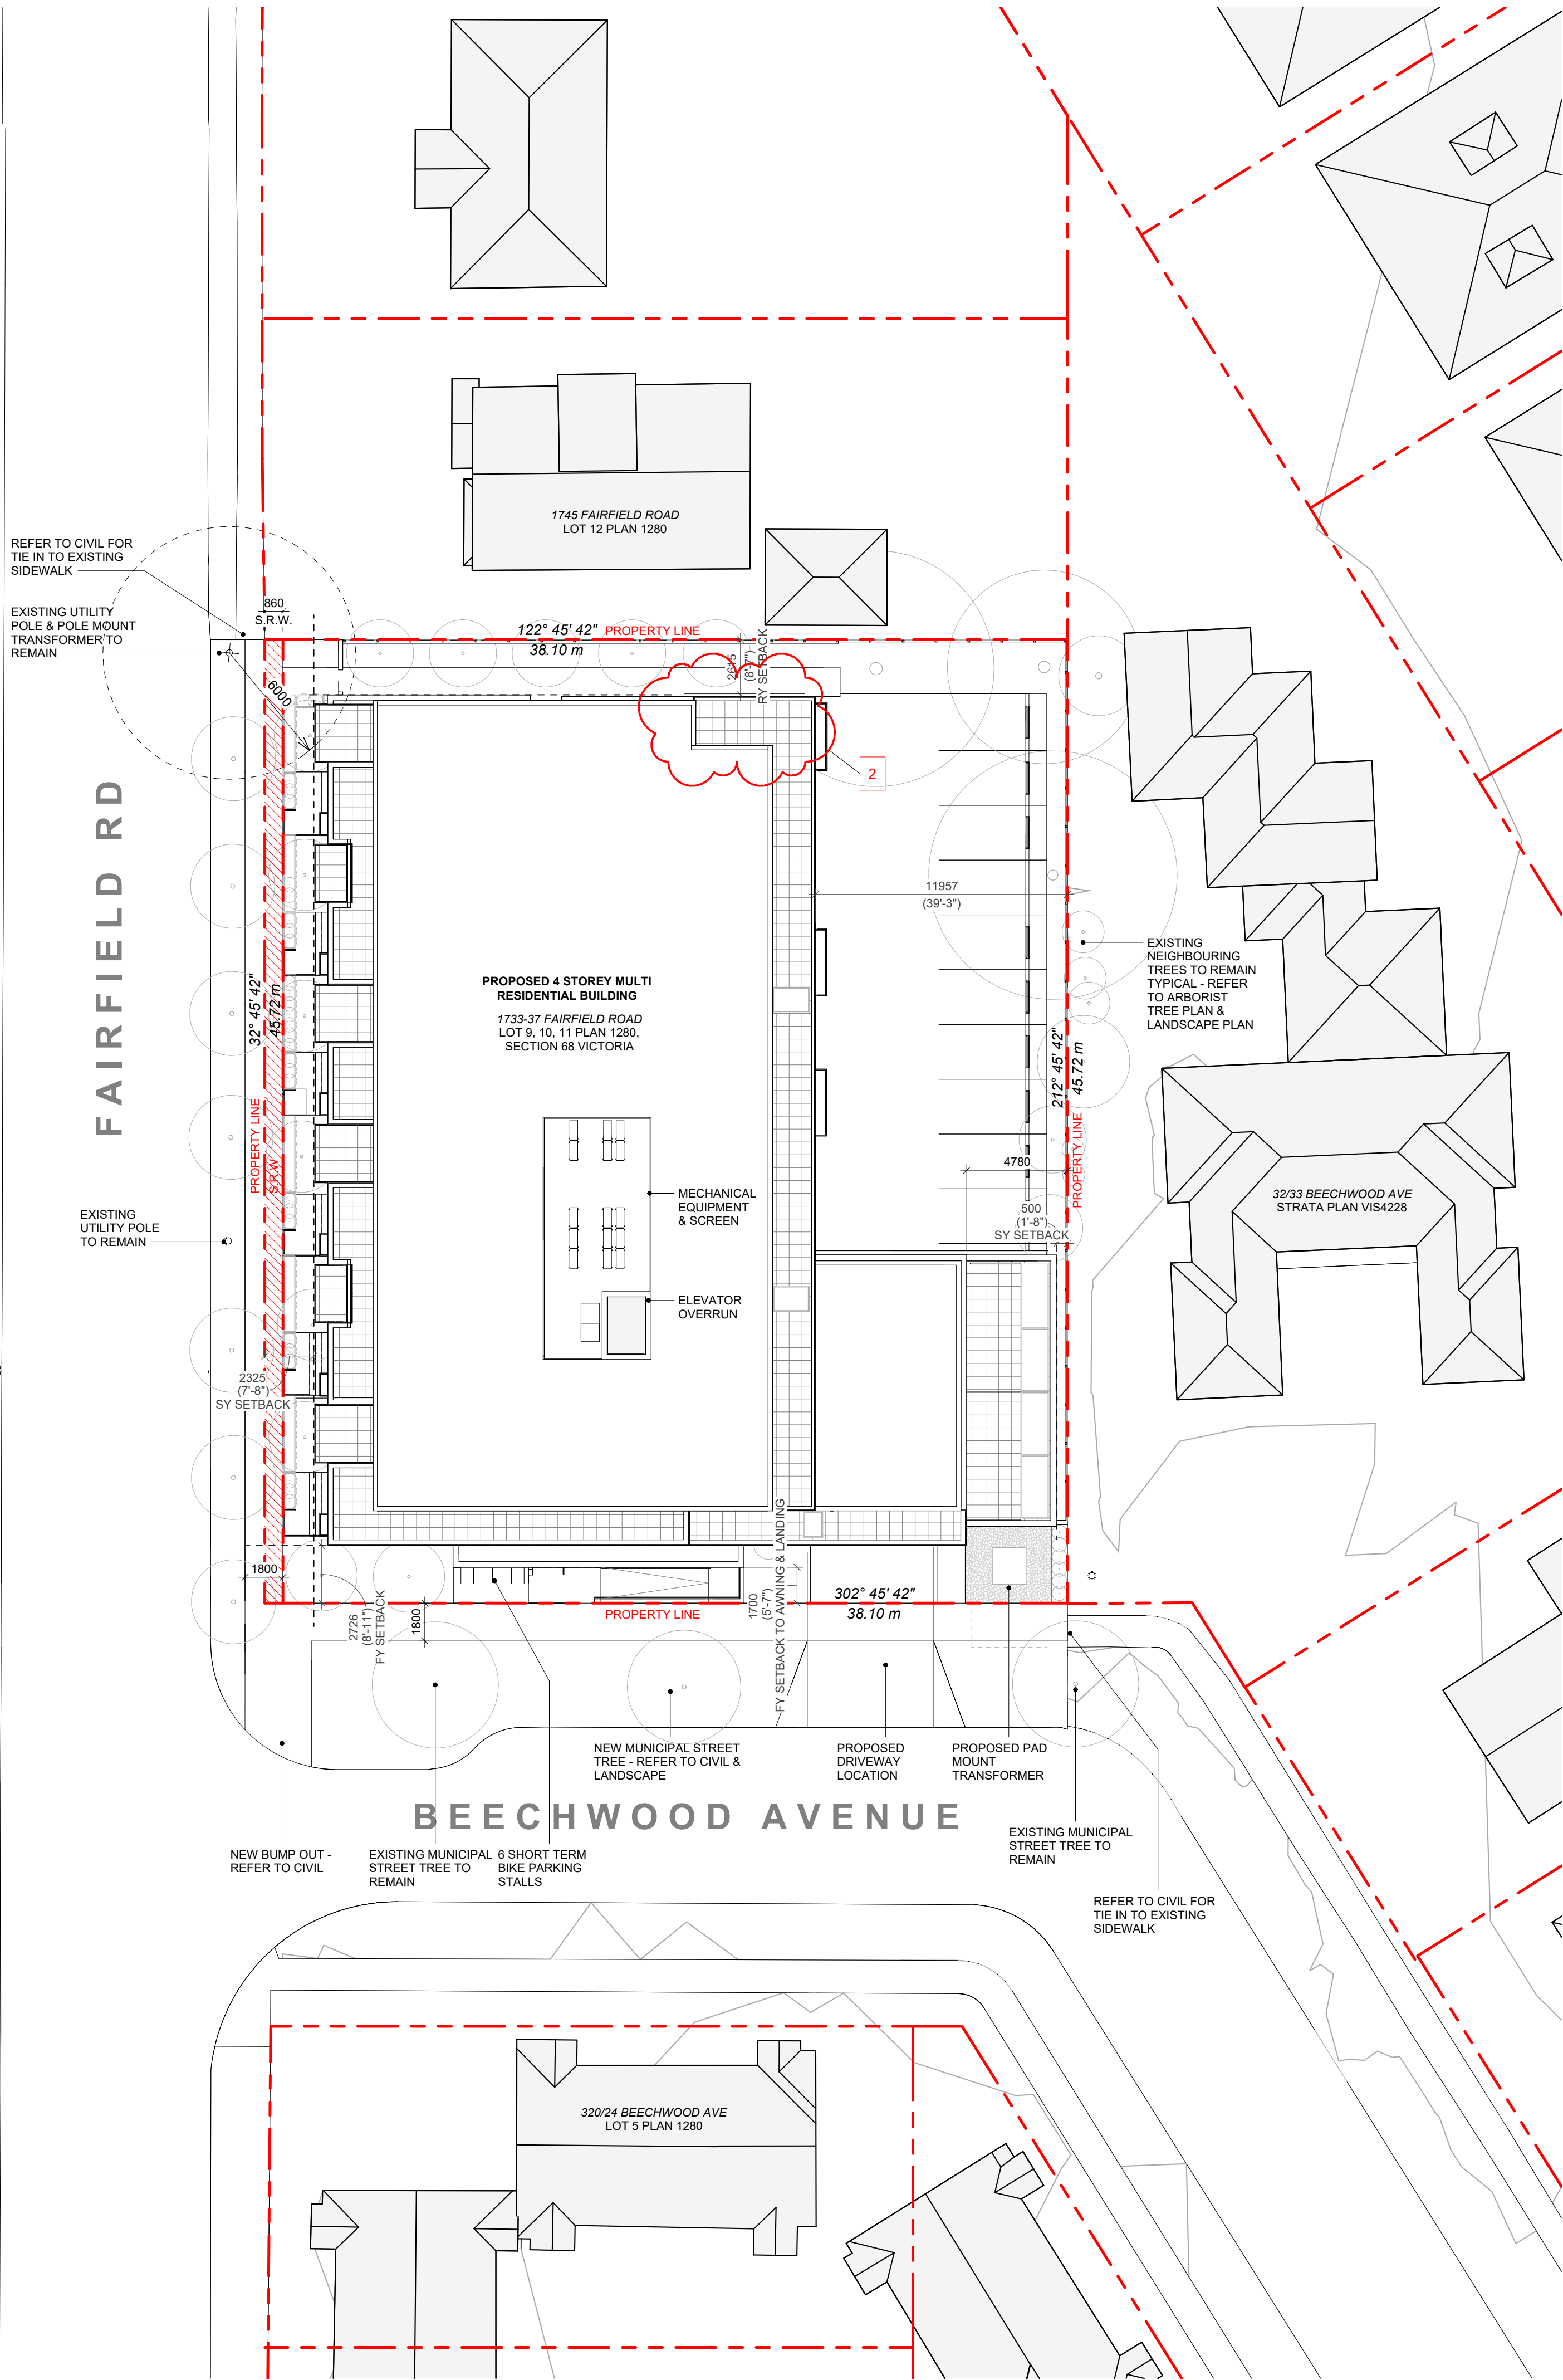 1745 FAIRFIELD ROAD
LOT 12 PLAN 1280
REFER TO CIVIL FOR
TIE IN TO EXISTING
SIDEWALK
EXISTING UTILITY
POLE & POLE MOUNT
TRANSFORMER TO
REMAIN
860
S.R.W.
122° 45' 42"
PROPERTY LINE
38.10 m
2615
(8'-7")
RY SETBACK
6000
2
FAIRFIELD RD
11957
(39'-3")
EXISTING
NEIGHBOURING
TREES TO REMAIN
TYPICAL - REFER
TO ARBORIST
TREE PLAN &
LANDSCAPE PLAN
PROPOSED 4 STOREY MULTI
RESIDENTIAL BUILDING
1733-37 FAIRFIELD ROAD
LOT 9, 10, 11 PLAN 1280,
SECTION 68 VICTORIA
32° 45' 42"
45.72 m
PROPERTY LINE
S.R.W
212° 45' 42"
45.72 m
PROPERTY LINE
4780
500
(1'-8")
SY SETBACK
MECHANICAL
EQUIPMENT
& SCREEN
ELEVATOR
OVERRUN
32/33 BEECHWOOD AVE
STRATA PLAN VIS4228
EXISTING
UTILITY POLE
TO REMAIN
2325
(7'-8")
SY SETBACK
1800
2726
(8'-11")
FY SETBACK
1800
PROPERTY LINE
1700
(5'-7")
FY SETBACK TO AWNING & LANDING
302° 45' 42"
38.10 m
NEW MUNICIPAL STREET
TREE - REFER TO CIVIL &
LANDSCAPE
PROPOSED
DRIVEWAY
LOCATION
PROPOSED PAD
MOUNT
TRANSFORMER
BEECHWOOD AVENUE
NEW BUMP OUT -
REFER TO CIVIL
EXISTING MUNICIPAL
STREET TREE TO
REMAIN
6 SHORT TERM
BIKE PARKING
STALLS
EXISTING MUNICIPAL
STREET TREE TO
REMAIN
REFER TO CIVIL FOR
TIE IN TO EXISTING
SIDEWALK
320/24 BEECHWOOD AVE
LOT 5 PLAN 1280